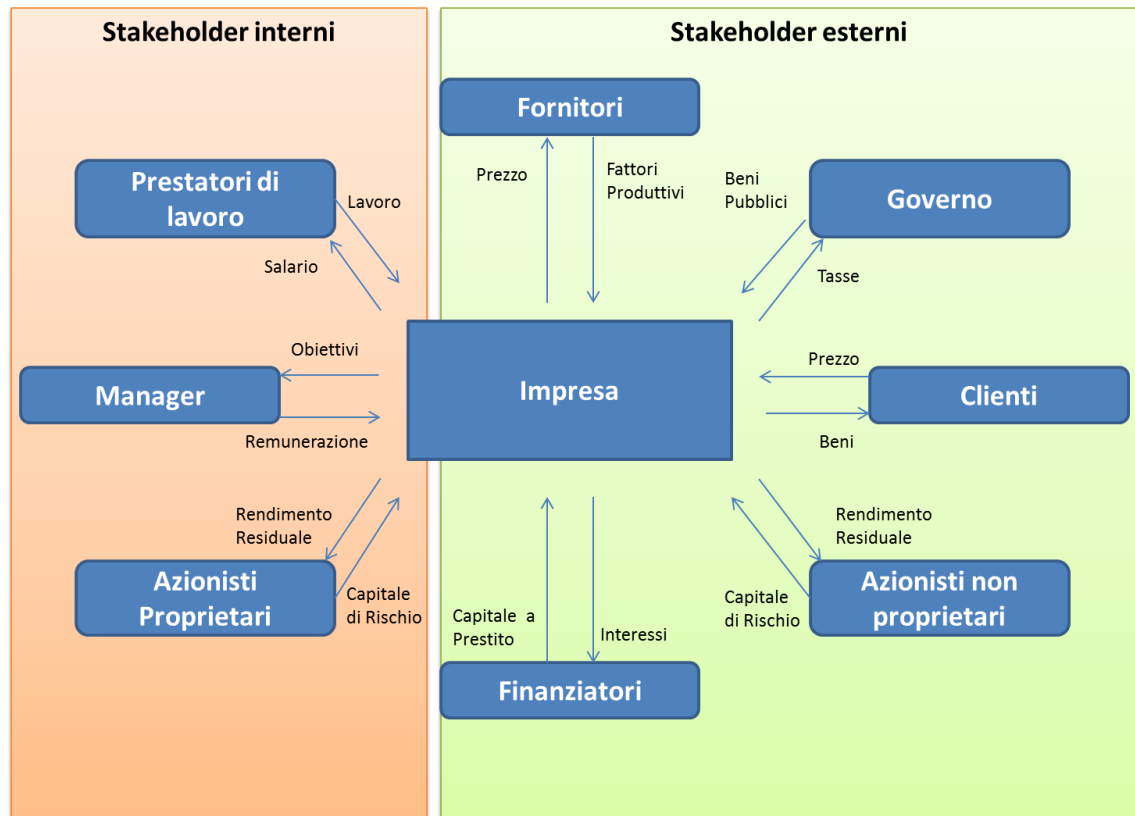 Stakeholder interni
Stakeholder esterni
Fornitori
Prezzo
Fattori
Produttivi
Prestatori di
lavoro
Lavoro
Salario
Beni
Pubblici
Governo
Tasse
Obiettivi
Manager
Remunerazione
Impresa
Prezzo
Clienti
Beni
Rendimento
Residuale
Azionisti
Proprietari
Capitale
di Rischio
Capitale a
Prestito
Interessi
Finanziatori
Rendimento
Residuale
Capitale
di Rischio
Azionisti non
proprietari